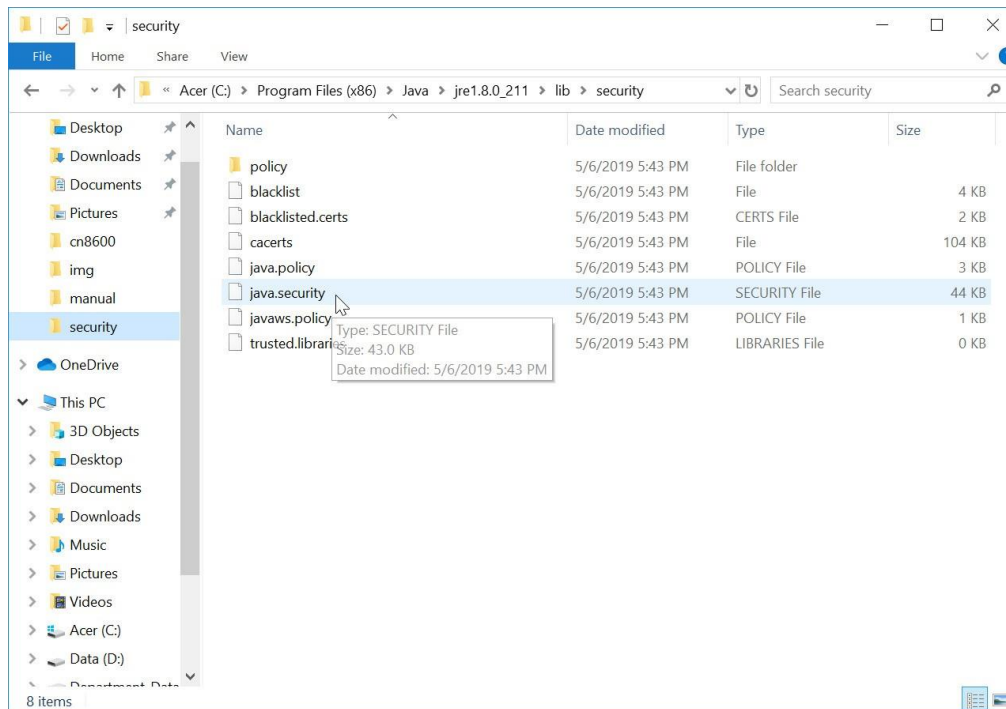 security
File Home Share View
« Acer (C:) > Program Files (x86) > Java > jre1.8.0_211 > lib > security
Search security
Desktop
Downloads
Documents
Pictures
cn8600
img
manual
security
OneDrive
This PC
3D Objects
Desktop
Documents
Downloads
Music
Pictures
Videos
Acer (C:)
Data (D:)
Department Data
Name Date modified Type Size
policy 5/6/2019 5:43 PM File folder
blacklist 5/6/2019 5:43 PM File 4 KB
blacklisted.certs 5/6/2019 5:43 PM CERTS File 2 KB
cacerts 5/6/2019 5:43 PM File 104 KB
java.policy 5/6/2019 5:43 PM POLICY File 3 KB
java.security 5/6/2019 5:43 PM SECURITY File 44 KB
javaws.policy 5/6/2019 5:43 PM POLICY File 1 KB
trusted.libraries 5/6/2019 5:43 PM LIBRARIES File 0 KB
Type: SECURITY File
Size: 43.0 KB
Date modified: 5/6/2019 5:43 PM
8 items